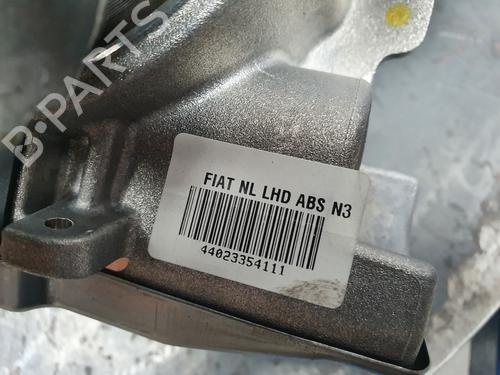 B-PARTS
FIAT NL LHD ABS N3
44023354111